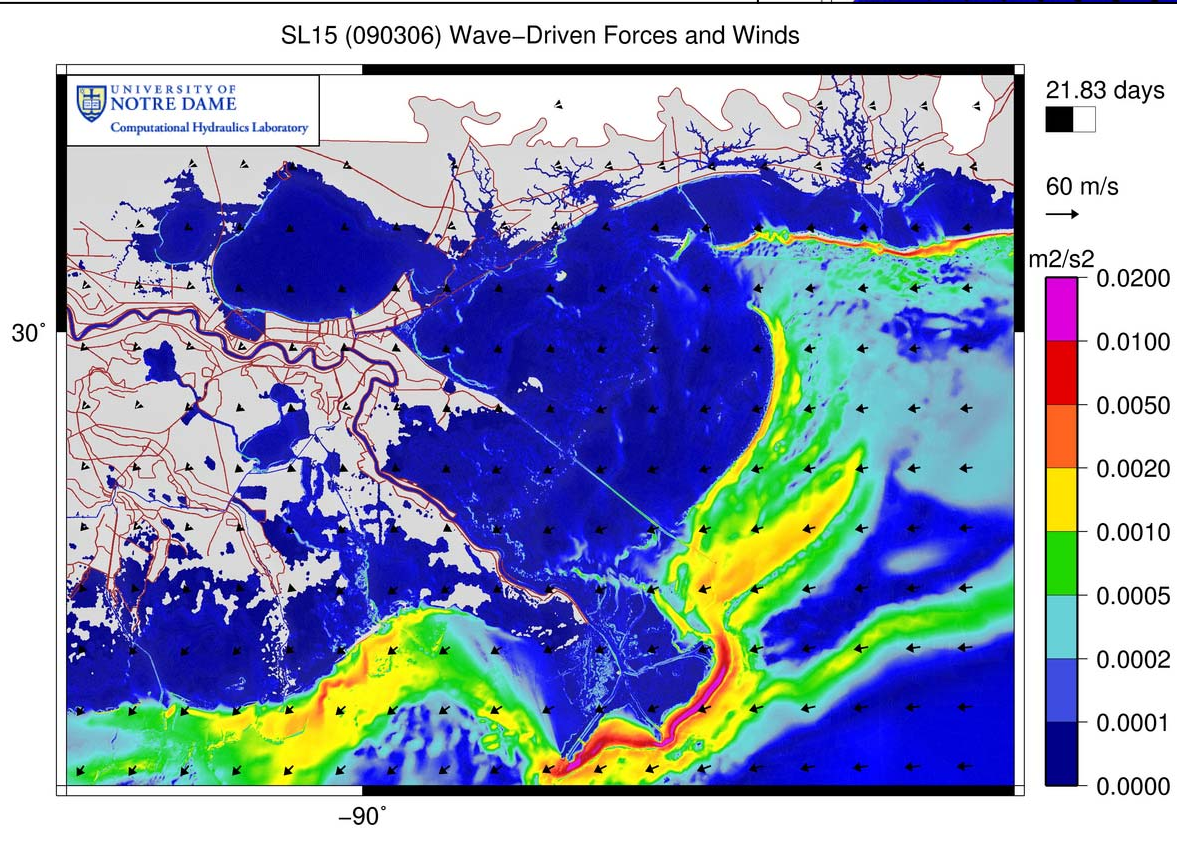 SL15 (090306) Wave−Driven Forces and Winds
UNIVERSITY OF
NOTRE DAME
Computational Hydraulics Laboratory
21.83 days
60 m/s
m2/s2
0.0200
0.0100
0.0050
0.0020
0.0010
0.0005
0.0002
0.0001
0.0000
30˚
−90˚